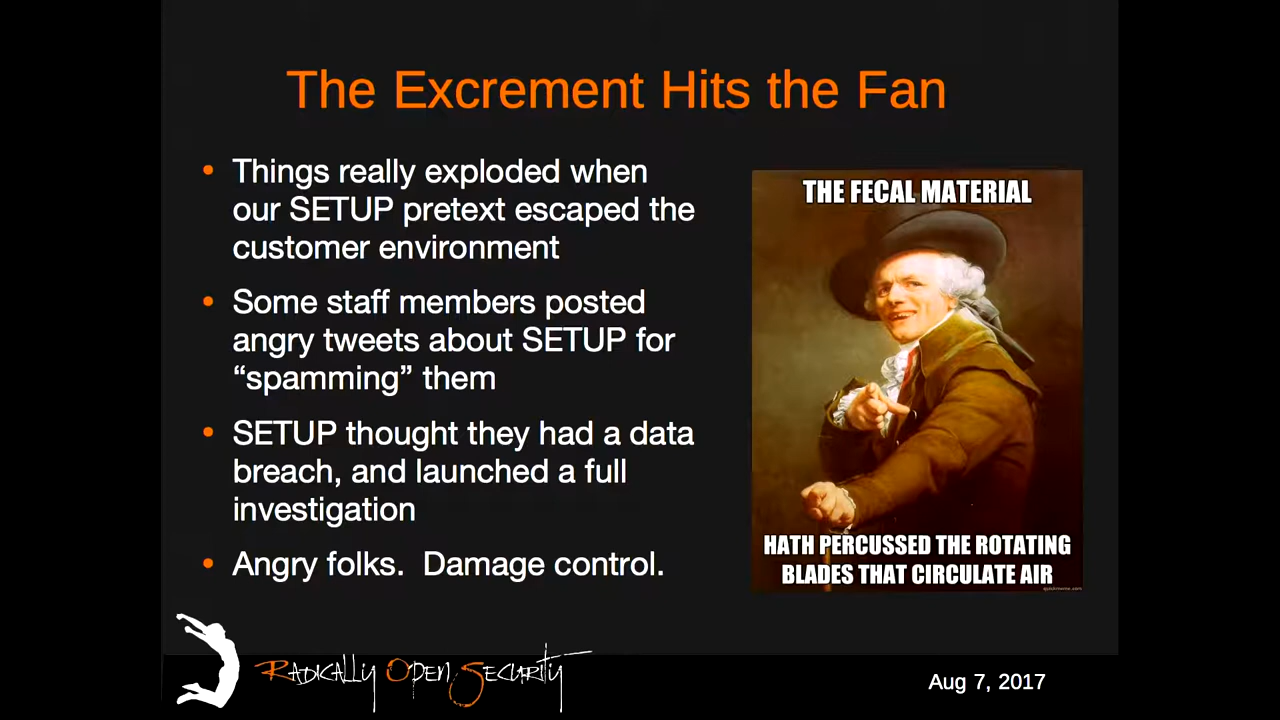 The Excrement Hits the Fan
• Things really exploded when
our SETUP pretext escaped the
customer environment
• Some staff members posted
angry tweets about SETUP for
“spamming” them
• SETUP thought they had a data
breach, and launched a full
investigation
• Angry folks.  Damage control.
THE FECAL MATERIAL
HATH PERCUSSED THE ROTATING
BLADES THAT CIRCULATE AIR
RADICALLY OPEN SECURITY
Aug 7, 2017